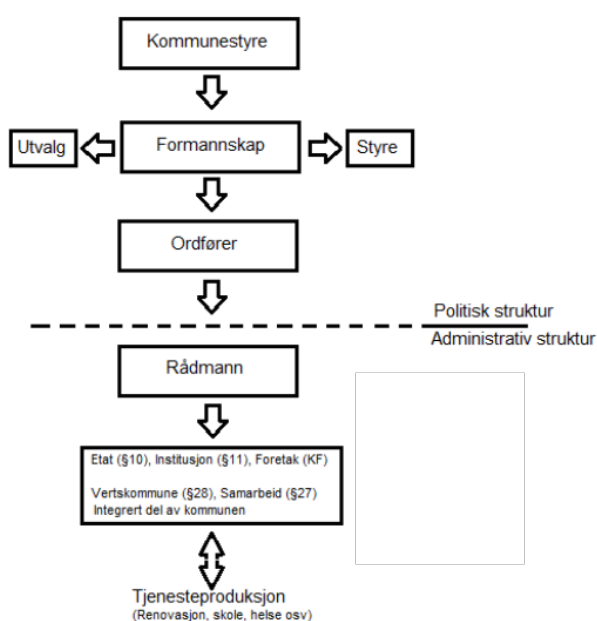 Kommunestyre
Utvalg
Formannskap
Styre
Ordfører
Politisk struktur
Administrativ struktur
Rådmann
Etat (§10), Institusjon (§11), Foretak (KF)
Vertskommune (§28), Samarbeid (§27)
Integrert del av kommunen
Tjenesteproduksjon
(Renovasjon, skole, helse osv)